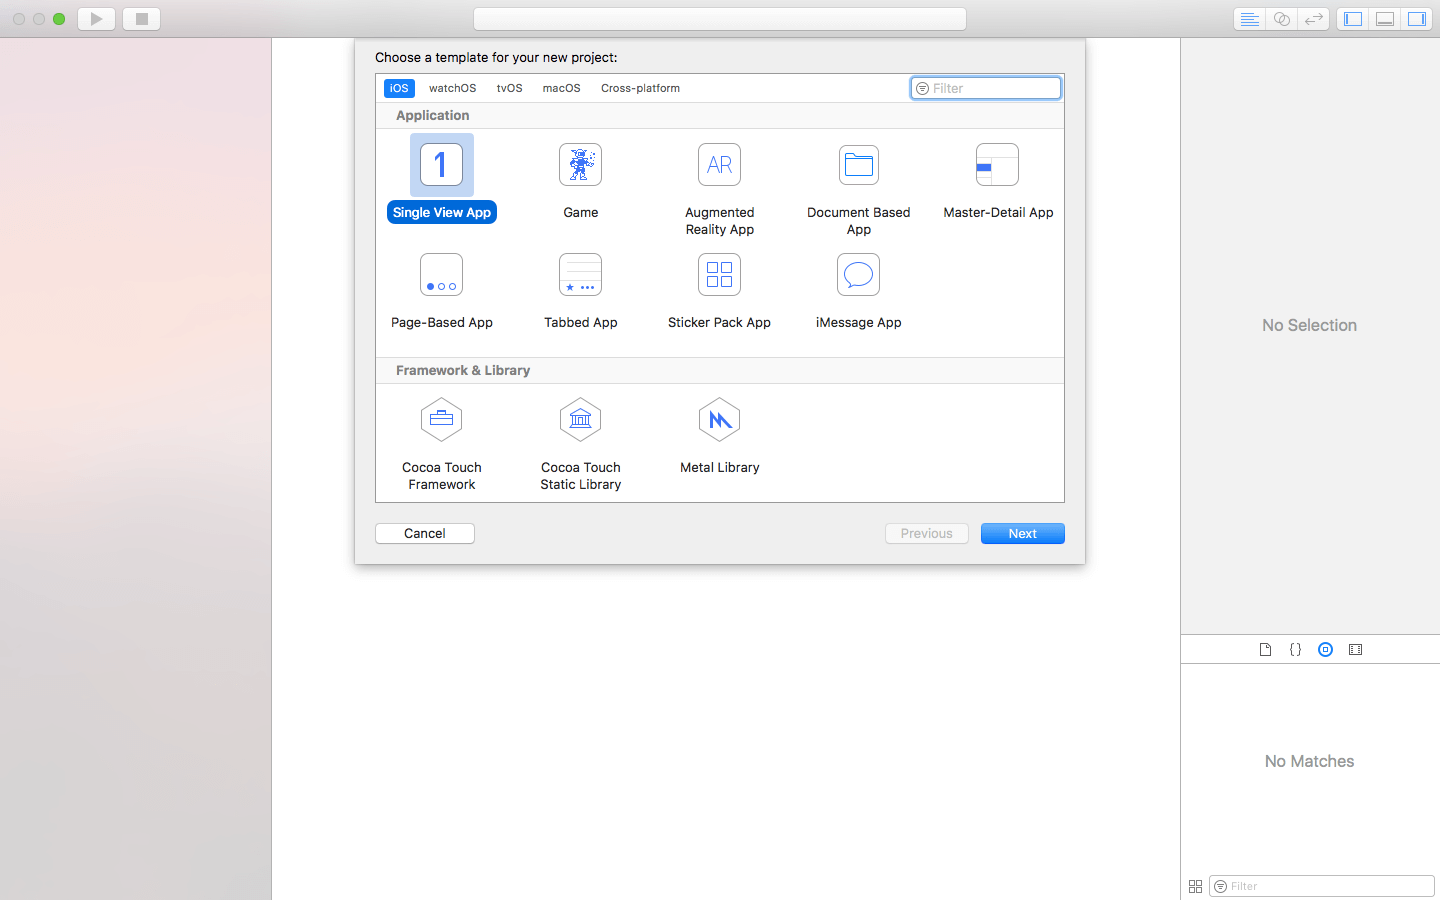 Choose a template for your new project:
iOS watchOS tvOS macOS Cross-platform Filter
Application
1 AR
Single View App Game Augmented Reality App Document Based App Master-Detail App
Page-Based App Tabbed App Sticker Pack App iMessage App
Framework & Library
Cocoa Touch Framework Cocoa Touch Static Library Metal Library
Cancel Previous Next
No Selection
{}
No Matches
Filter